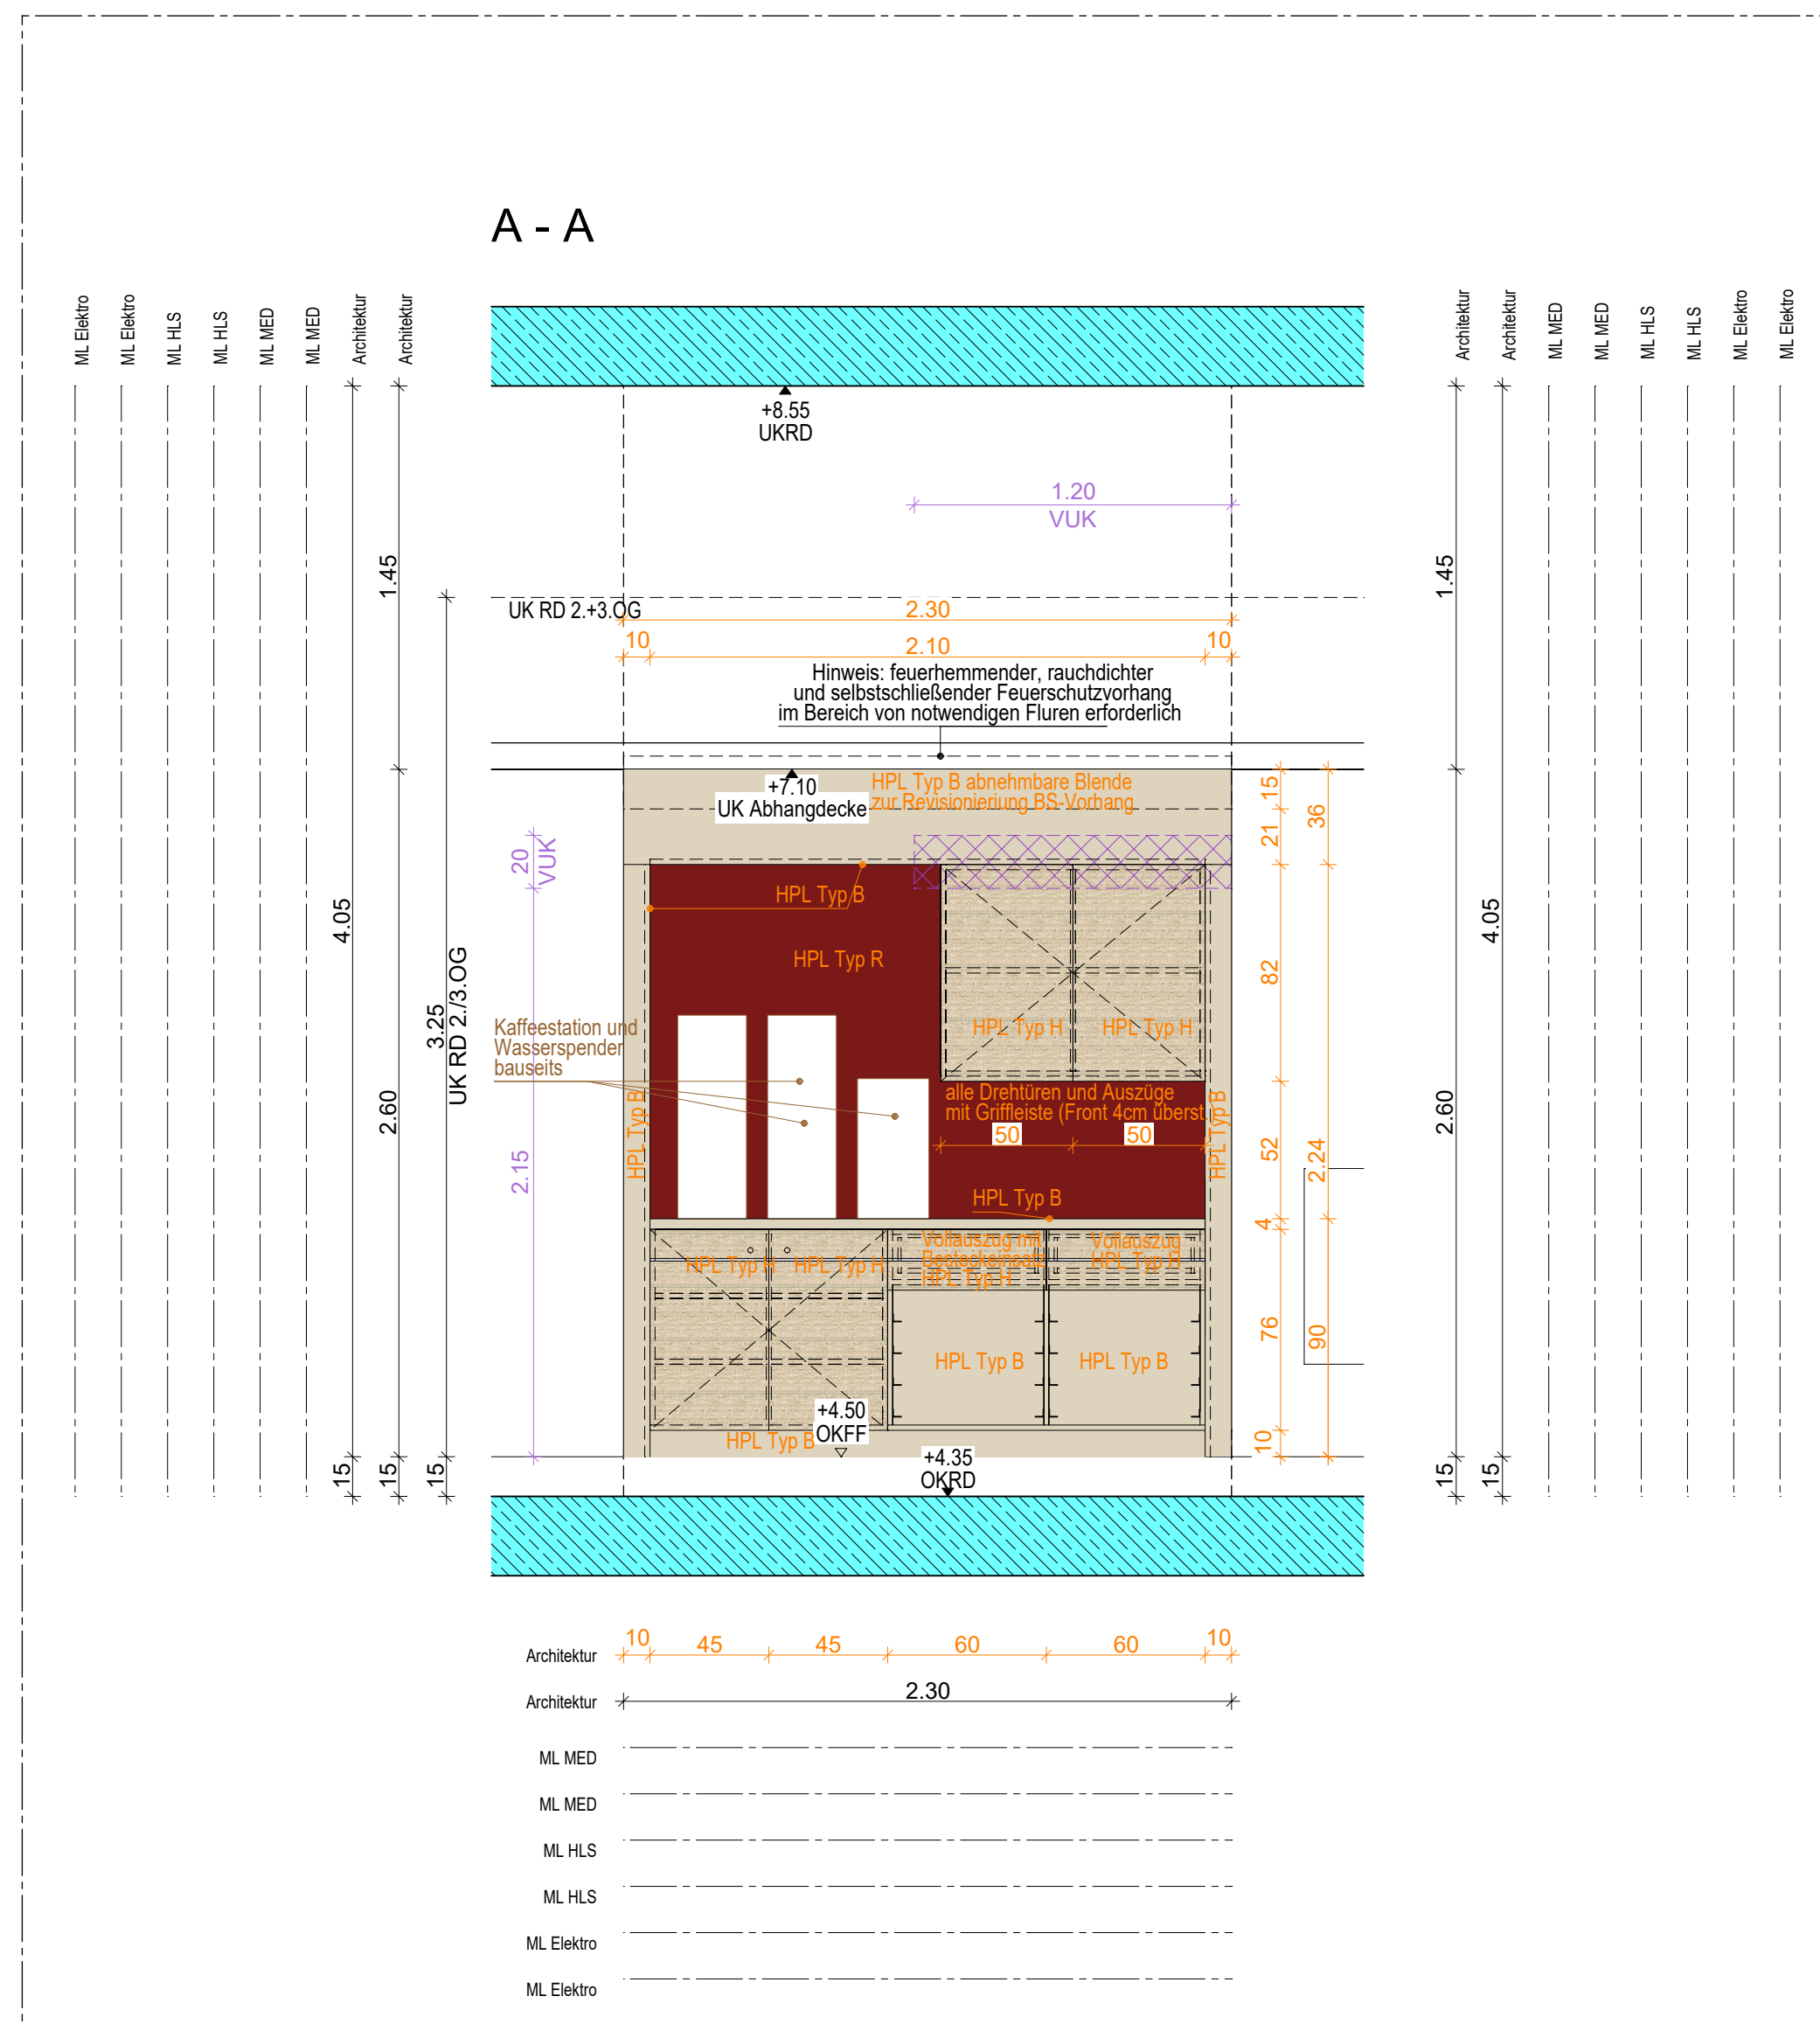 A - A
ML Elektro
ML Elektro
ML HLS
ML HLS
ML MED
ML MED
Architektur
Architektur
Architektur
Architektur
ML MED
ML MED
ML HLS
ML HLS
ML Elektro
ML Elektro
+8.55
UKRD
1.20
VUK
1.45
1.45
UK RD 2.+3.OG
2.30
10
2.10
10
Hinweis: feuerhemmender, rauchdichter
und selbstschließender Feuerschutzvorhang
im Bereich von notwendigen Fluren erforderlich
+7.10
UK Abhangdecke
HPL Typ B abnehmbare Blende
zur Revisionieriung BS-Vorhang
15
21
36
20
VUK
HPL Typ B
HPL Typ R
4.05
3.25
UK RD 2./3.OG
2.60
2.15
82
4.05
2.60
Kaffeestation und
Wasserspender
bauseits
HPL Typ H
HPL Typ H
alle Drehtüren und Auszüge
mit Griffleiste (Front 4cm überst
50
50
HPL Typ B
HPL Typ B
52
2.24
HPL Typ B
4
Vollauszug mit
Besteckeinsatz
HPL Typ H
Vollauszug
HPL Typ H
HPL Typ H
HPL Typ H
76
90
HPL Typ B
HPL Typ B
+4.50
OKFF
HPL Typ B
10
+4.35
OKRD
15
15
15
15
15
Architektur
10
45
45
60
60
10
Architektur
2.30
ML MED
ML MED
ML HLS
ML HLS
ML Elektro
ML Elektro